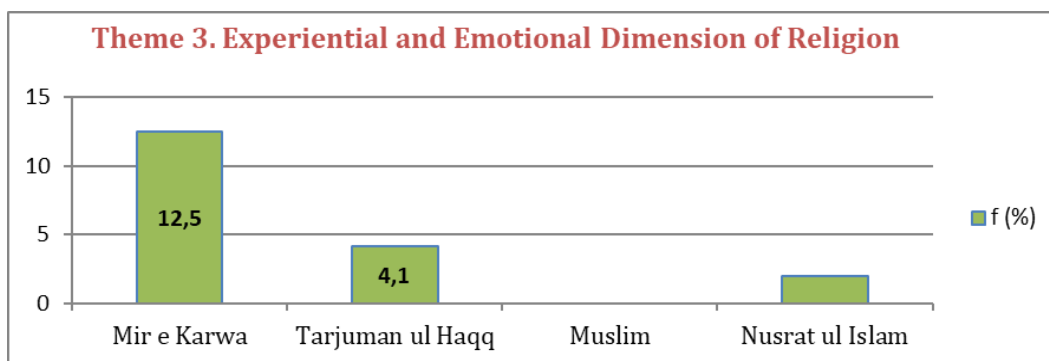 Theme 3. Experiential and Emotional Dimension of Religion
15
10
5
0
12,5
4,1
Mir e Karwa Tarjuman ul Haqq Muslim Nusrat ul Islam
f (%)